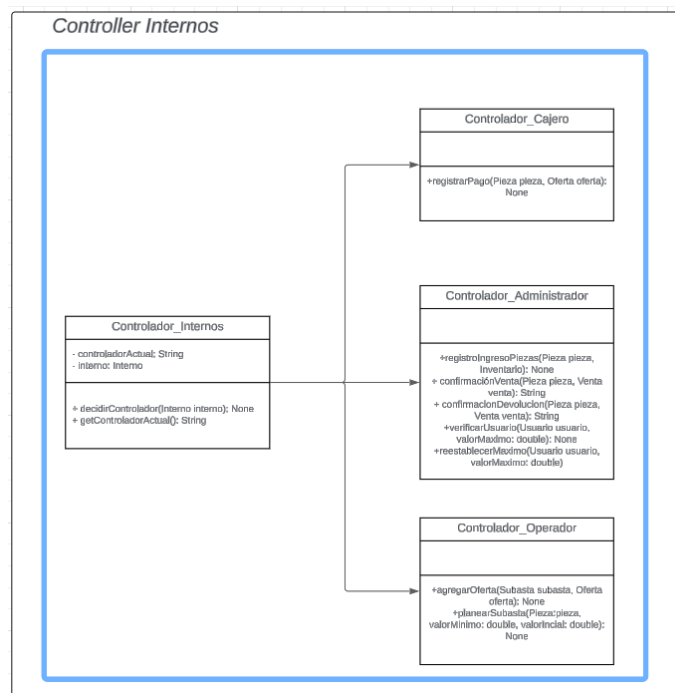 Controller Internos
Controlador_Cajero
+registrarPago(Pieza pieza, Oferta oferta):
None
Controlador_Internos
- controladorActual; String
- interno: Interno
+ decidirControlador(Interno interno); None
+ getControladorActual(): String
Controlador_Administrador
+registroIngresoPiezas(Pieza pieza,
Inventario): None
+ confirmaciónVenta(Pieza pieza, Venta
venta): String
+ confirmacionDevolucion(Pieza pieza,
Venta venta): String
+verificarUsuario(Usuario usuario,
valorMaximo: double): None
+reestablecerMaximo(Usuario usuario,
valorMaximo: double)
Controlador_Operador
+agregarOferta(Subasta subasta, Oferta
oferta): None
+planearSubasta(Pieza:pieza,
valorMinimo: double, valorIncial: double):
None